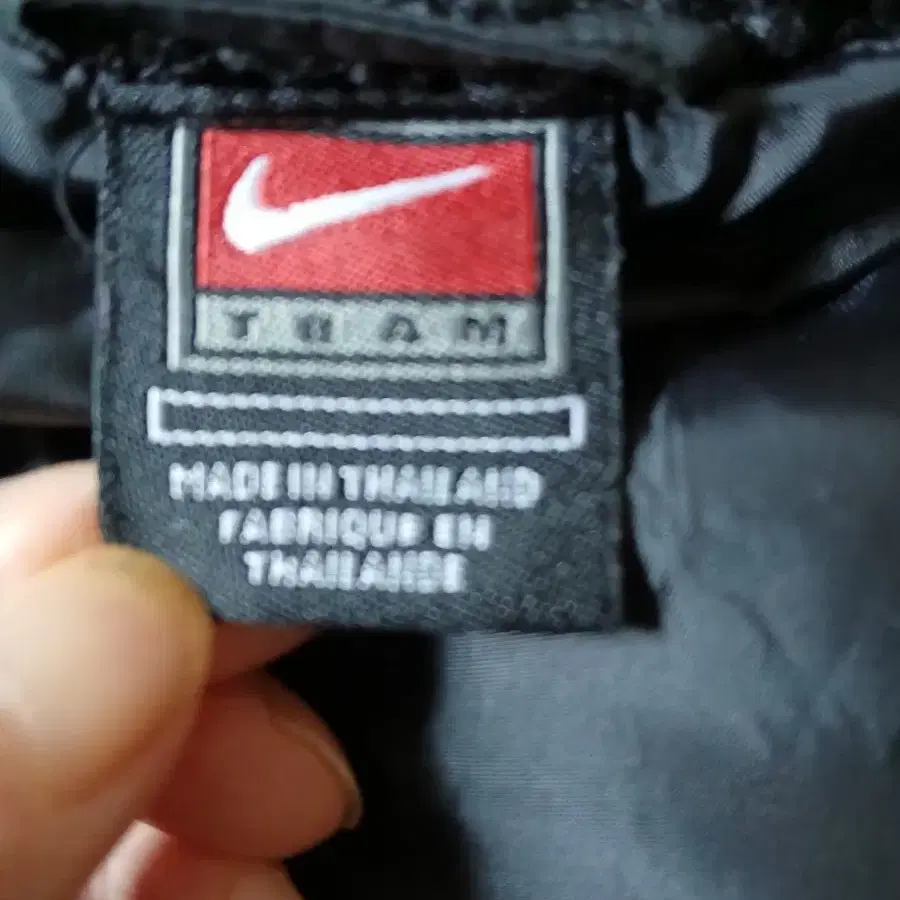 TEAM
MADE IN THAILAND
FABRIQUE EN
THAILANDE